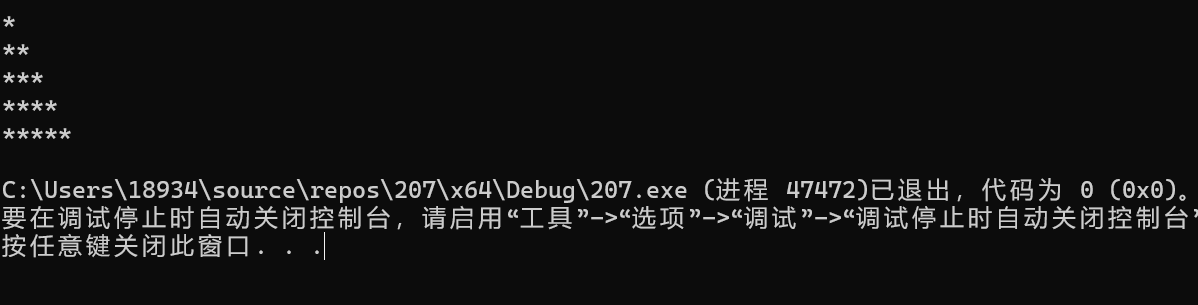 *
**
***
****
*****
C:\Users\18934\source\repos\207\x64\Debug\207.exe (进程 47472)已退出，代码为 0 (0x0)。
要在调试停止时自动关闭控制台，请启用“工具”->“选项”->“调试”->“调试停止时自动关闭控制台”
按任意键关闭此窗口. . .